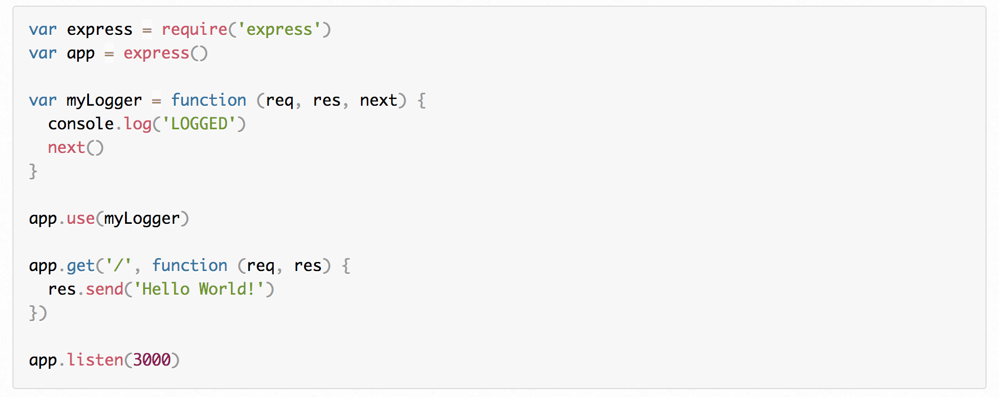 var express = require('express')
var app = express()
var myLogger = function (req, res, next) {
  console.log('LOGGED')
  next()
}
app.use(myLogger)
app.get('/', function (req, res) {
  res.send('Hello World!')
})
app.listen(3000)